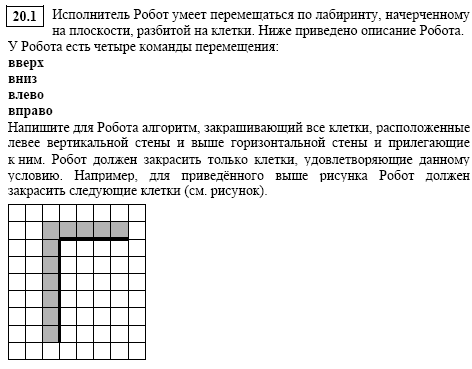 20.1 Исполнитель Робот умеет перемещаться по лабиринту, начерченному
на плоскости, разбитой на клетки. Ниже приведено описание Робота.
У Робота есть четыре команды перемещения:
вверх
вниз
влево
вправо
Напишите для Робота алгоритм, закрашивающий все клетки, расположенные
левее вертикальной стены и выше горизонтальной стены и прилегающие
к ним. Робот должен закрасить только клетки, удовлетворяющие данному
условию. Например, для приведённого выше рисунка Робот должен
закрасить следующие клетки (см. рисунок).